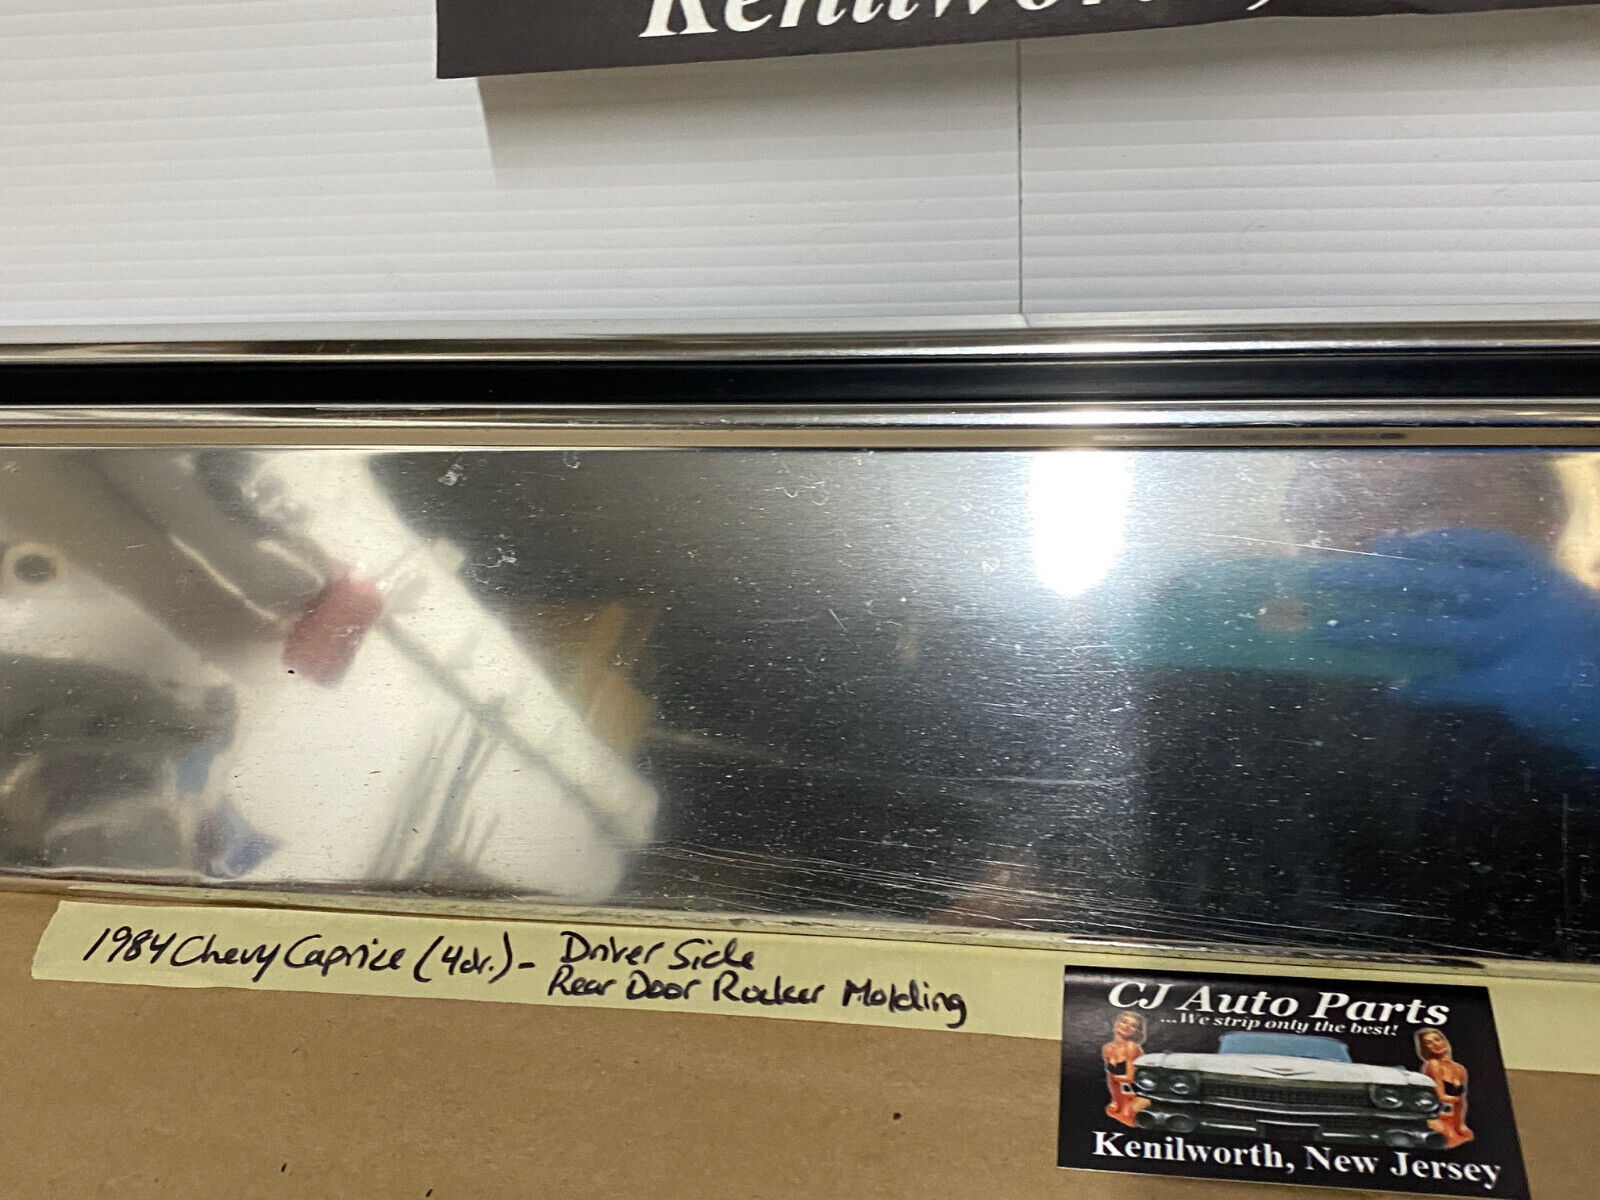 Kenilworth,
1984 Chevy Caprice (4dr.) - Driver Side
Rear Door Rocker Molding
CJ Auto Parts
...We strip only the best!
Kenilworth, New Jersey